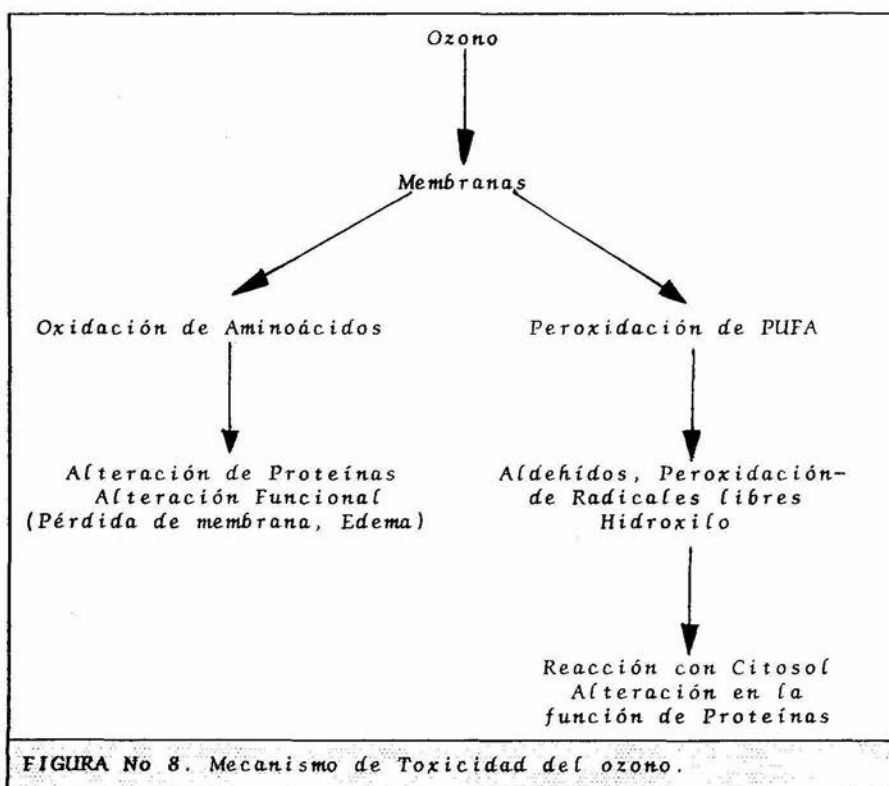 Ozono
Membranas
Oxidación de Aminoácidos
Peroxidación de PUFA
Alteración de Proteínas
Alteración Funcional
(Pérdida de membrana, Edema)
Aldehídos, Peroxidación-
de Radicales libres
Hidroxilo
Reacción con Citosol
Alteración en la
función de Proteínas
FIGURA No 8. Mecanismo de Toxicidad del ozono.